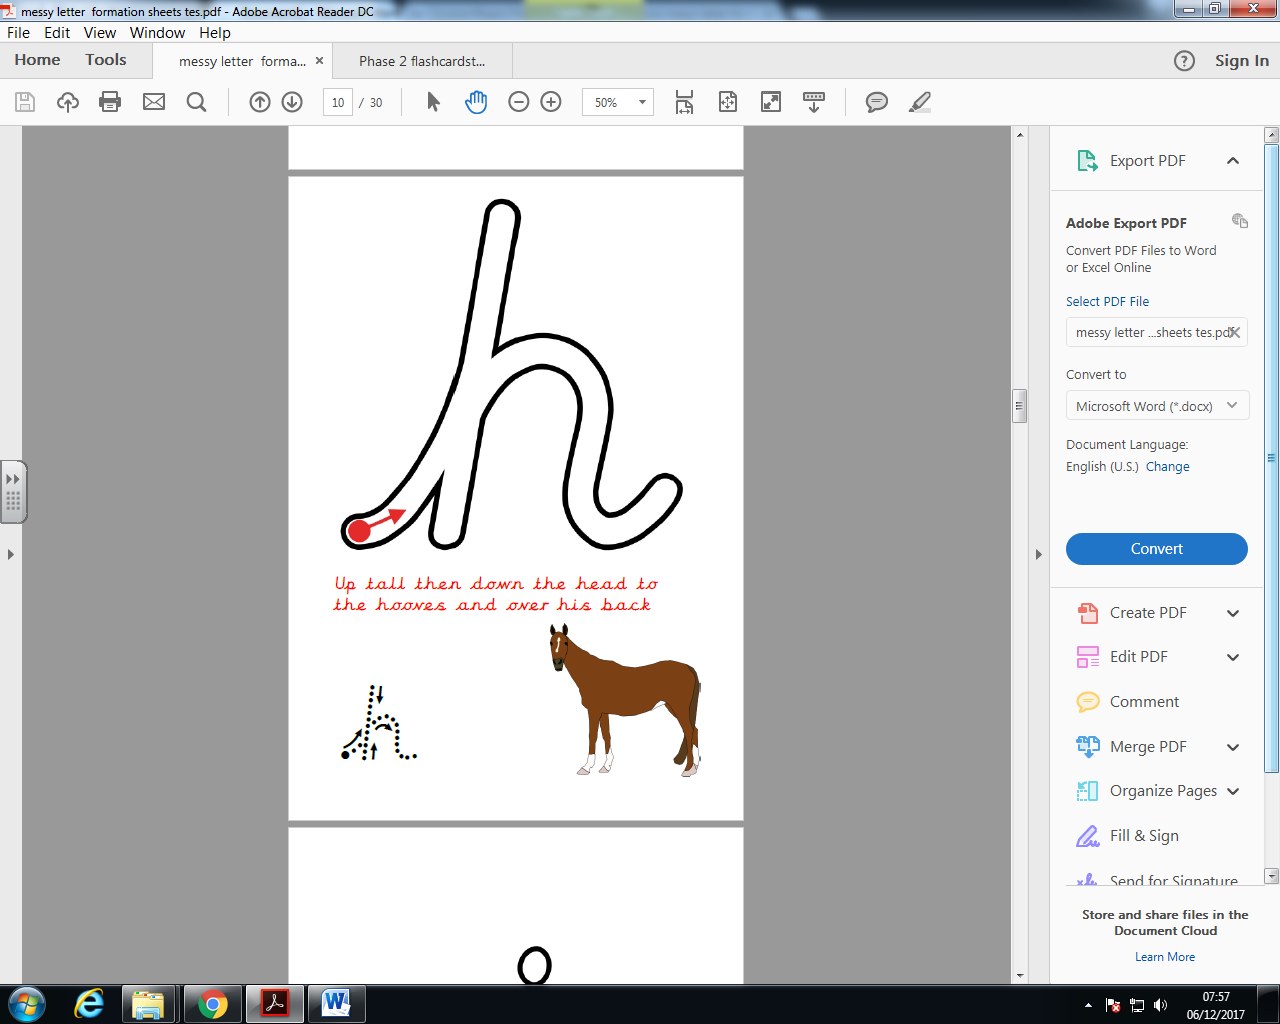 messy letter  formation sheets tes.pdf - Adobe Acrobat Reader DC
File Edit View Window Help
Home Tools messy letter  forma... × Phase 2 flashcardst... ? Sign In
10 / 30 50%
Export PDF
Adobe Export PDF
Convert PDF Files to Word
or Excel Online
Select PDF File
messy letter ...sheets tes.pdf
Convert to
Microsoft Word (*.docx)
Document Language:
English (U.S.) Change
Convert
Create PDF
Edit PDF
Comment
Merge PDF
Organize Pages
Fill & Sign
Send for Signature
Store and share files in the
Document Cloud
Learn More
h
Up tall then down the head to
the hooves and over his back
h
07:57
06/12/2017